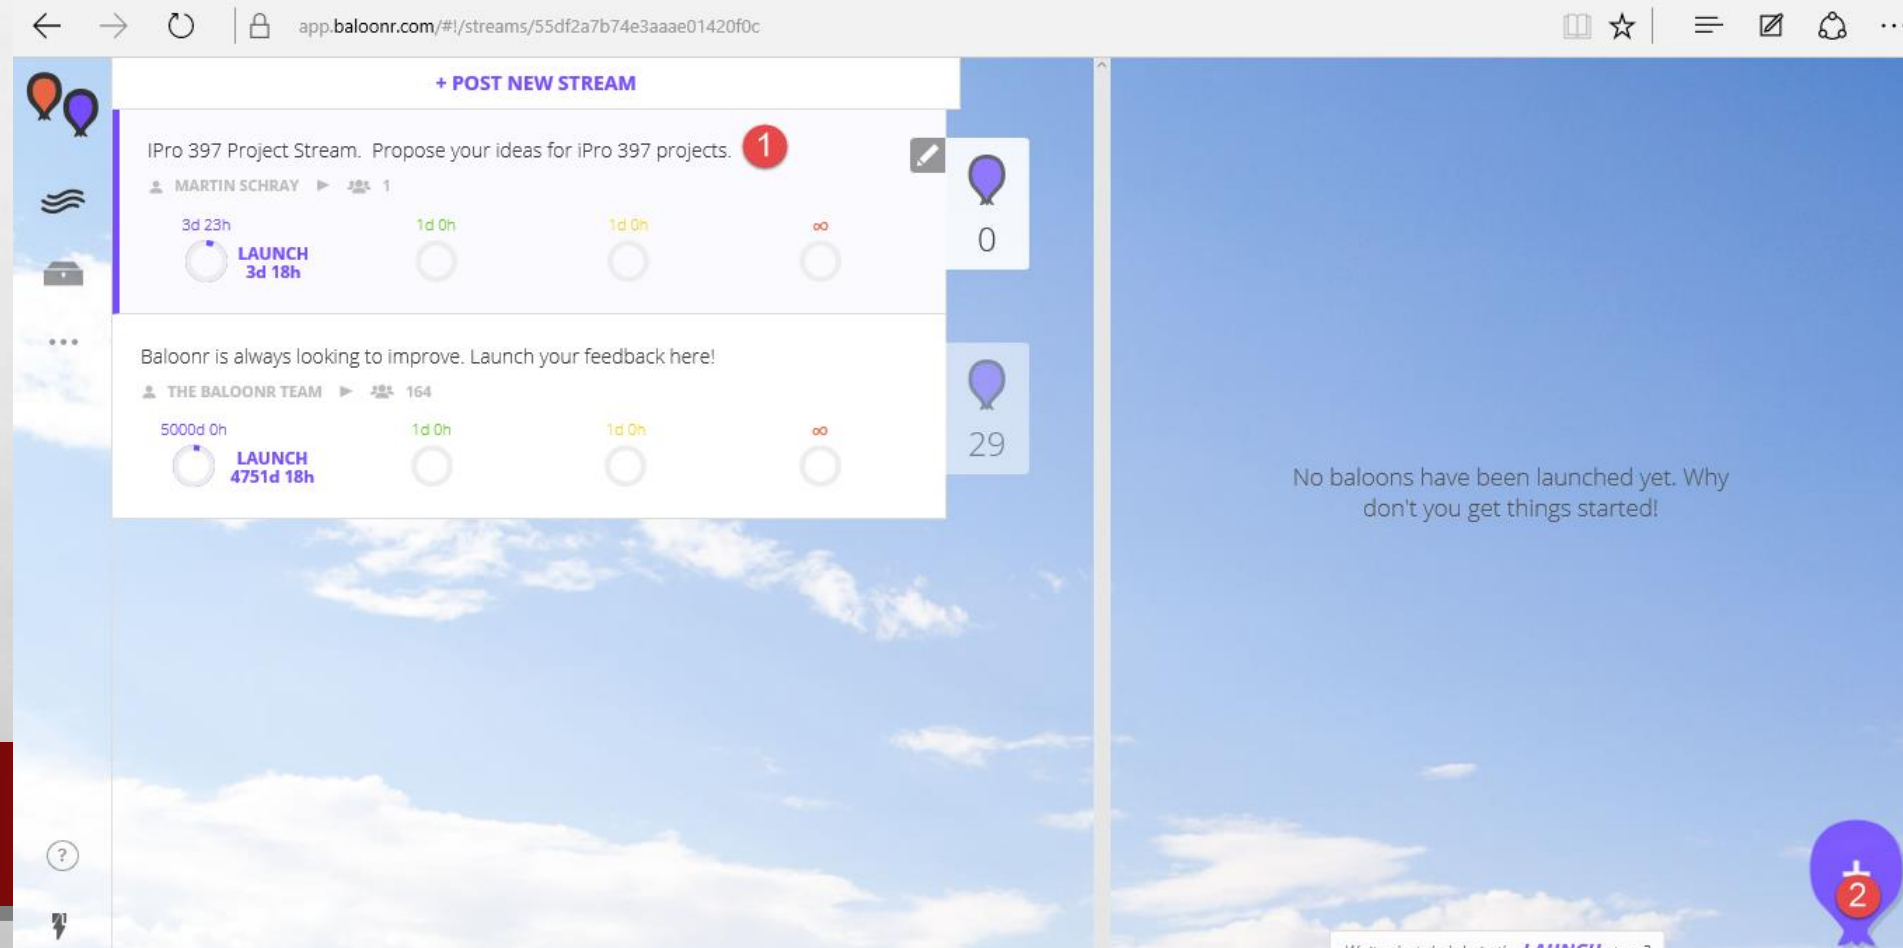 app.baloonr.com/#!/streams/55df2a7b74e3aaae01420f0c
+ POST NEW STREAM
IPro 397 Project Stream. Propose your ideas for iPro 397 projects. 1
MARTIN SCHRAY 1
3d 23h 1d 0h 1d 0h ∞
LAUNCH
3d 18h
0
Baloonr is always looking to improve. Launch your feedback here!
THE BALOONR TEAM 164
5000d 0h 1d 0h 1d 0h ∞
LAUNCH
4751d 18h
29
No baloons have been launched yet. Why
don't you get things started!
?
+
2
LAUNCH